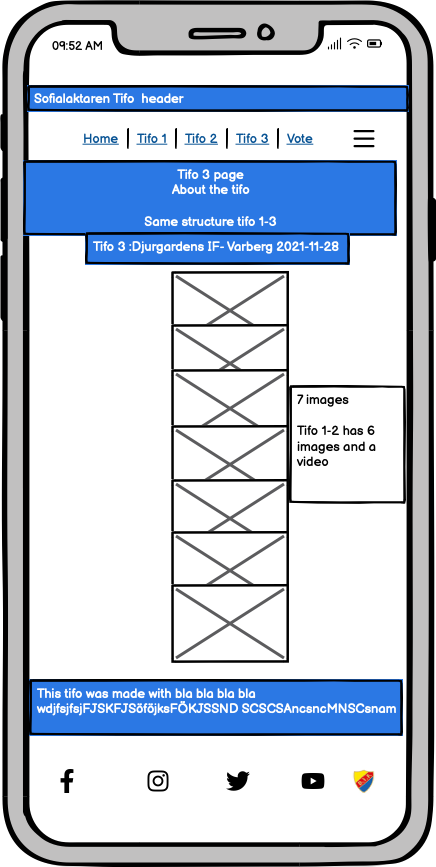 09:52 AM
Sofialaktaren Tifo header
Home | Tifo 1 | Tifo 2 | Tifo 3 | Vote
Tifo 3 page
About the tifo
Same structure tifo 1-3
Tifo 3 :Djurgardens IF- Varberg 2021-11-28
7 images
Tifo 1-2 has 6
images and a
video
This tifo was made with bla bla bla bla
wdjfsjfsjFJSKFJSöföjksFÖKJSSND SCSCSAncsncMNSCsnam